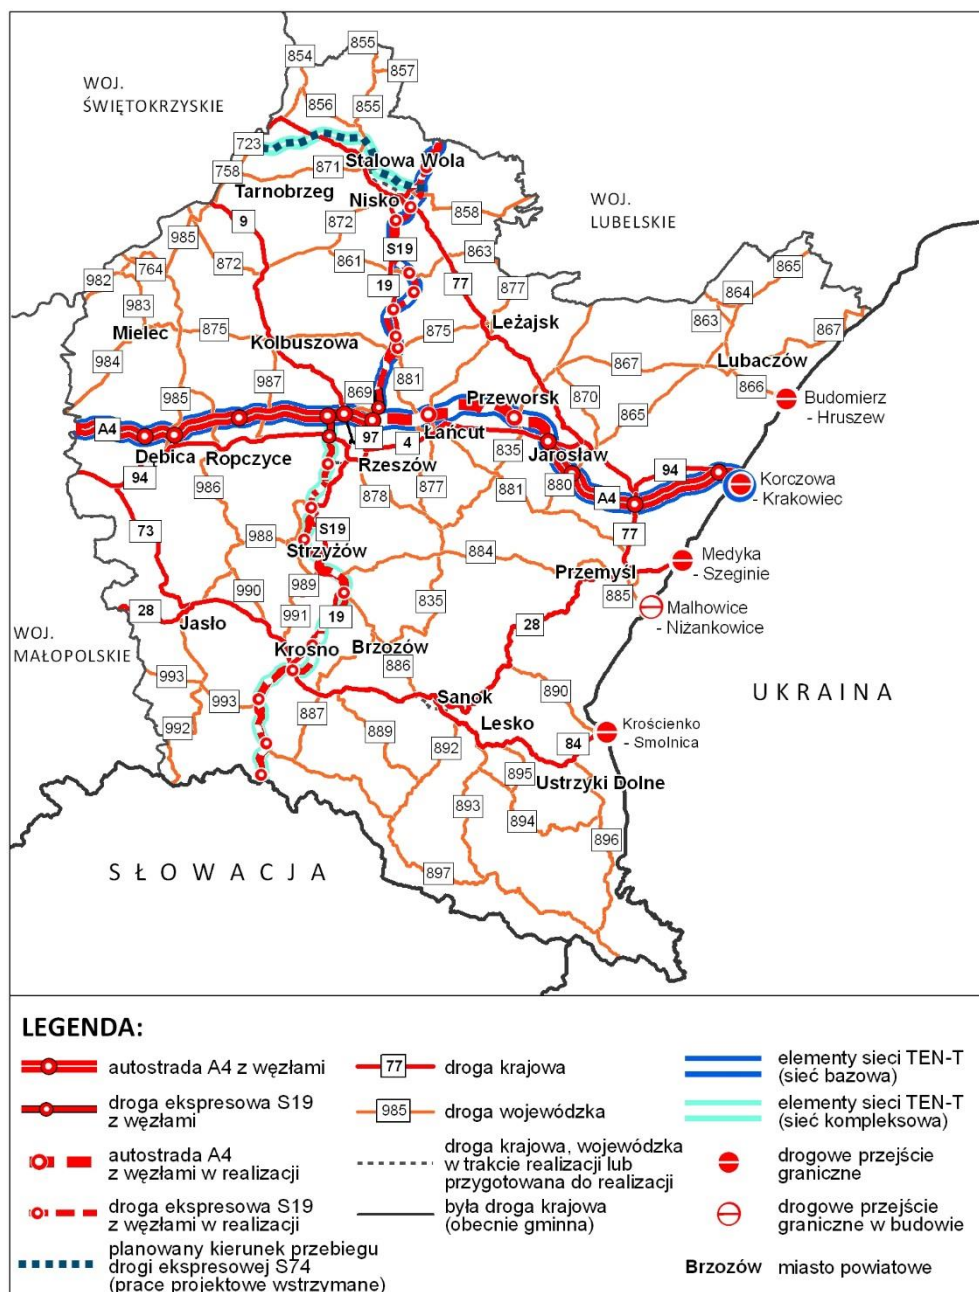 855
854
857
WOJ.
ŚWIĘTOKRZYSKIE
856
855
723
Stalowa Wola
758
871
Tarnobrzeg
Nisko
858
WOJ.
LUBELSKIE
9
872
985
S19
863
764
872
861
865
982
19
77
877
864
983
863
Mielec
875
875
Leżajsk
867
Kolbuszowa
984
867
Lubaczów
881
987
866
985
869
870
Budomierz
- Hruszew
Przeworsk
865
A4
97
4
Łańcut
Dębica
Ropczyce
Rzeszów
835
Jarosław
94
94
Korczowa
- Krakowiec
986
878
877
881
880
A4
73
S19
77
988
Strzyżów
884
Medyka
- Szeginie
Przemyśl
989
990
835
885
28
991
19
28
Malhowice
- Niżankowice
Jasło
WOJ.
MAŁOPOLSKIE
Krosno
Brzozów
886
993
993
890
UKRAINA
Sanok
887
Lesko
Krościenko
- Smolnica
992
889
892
84
895
Ustrzyki Dolne
893
894
896
SŁOWACJA
897
LEGENDA:
autostrada A4 z węzłami
droga ekspresowa S19
z węzłami
autostrada A4
z węzłami w realizacji
droga ekspresowa S19
z węzłami w realizacji
planowany kierunek przebiegu
drogi ekspresowej S74
(prace projektowe wstrzymane)
77
droga krajowa
985
droga wojewódzka
droga krajowa, wojewódzka
w trakcie realizacji lub
przygotowana do realizacji
była droga krajowa
(obecnie gminna)
elementy sieci TEN-T
(sieć bazowa)
elementy sieci TEN-T
(sieć kompleksowa)
drogowe przejście
graniczne
drogowe przejście
graniczne w budowie
Brzozów miasto powiatowe